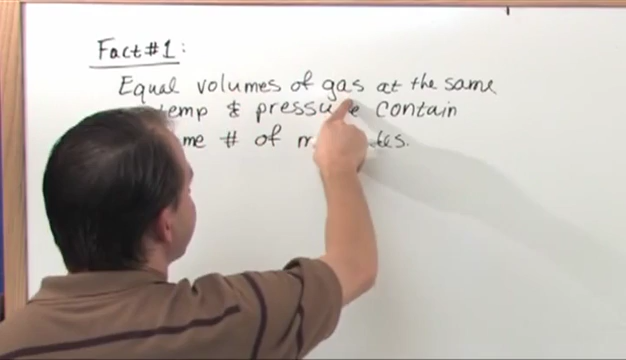 Fact #1:
Equal volumes of gas at the same
temp & pressure contain
# of